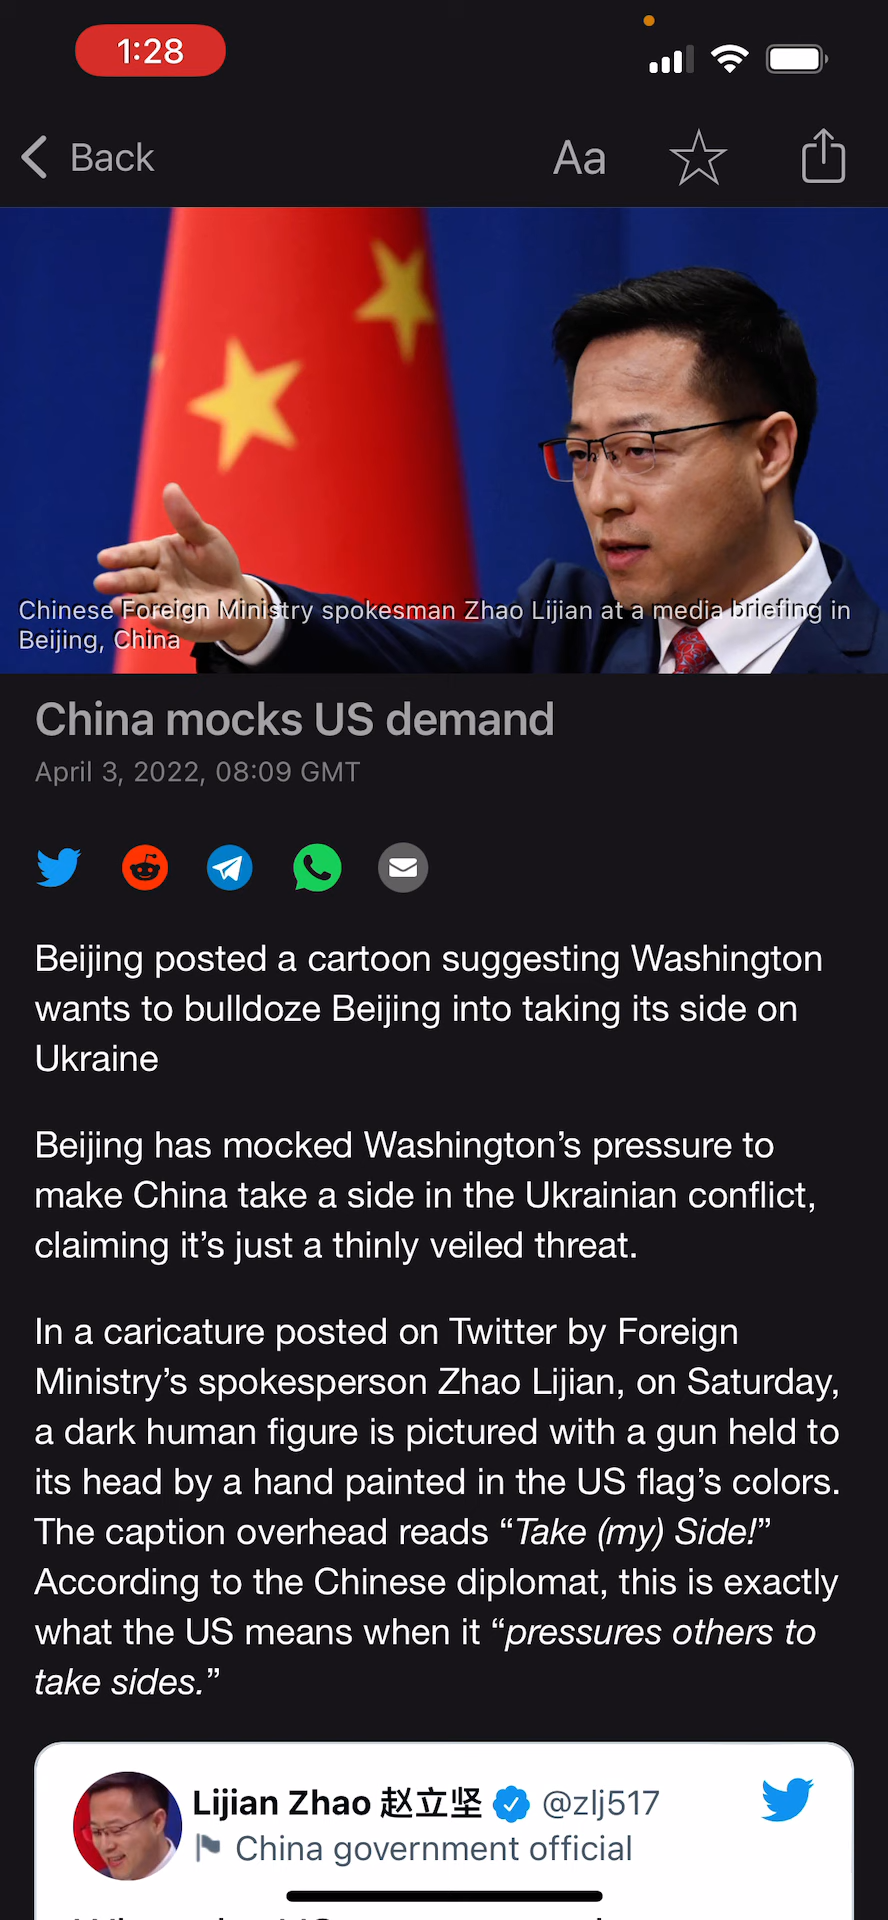 1:28
Back
Aa
Chinese Foreign Ministry spokesman Zhao Lijian at a media briefing in
Beijing, China
China mocks US demand
April 3, 2022, 08:09 GMT
Beijing posted a cartoon suggesting Washington
wants to bulldoze Beijing into taking its side on
Ukraine
Beijing has mocked Washington’s pressure to
make China take a side in the Ukrainian conflict,
claiming it’s just a thinly veiled threat.
In a caricature posted on Twitter by Foreign
Ministry’s spokesperson Zhao Lijian, on Saturday,
a dark human figure is pictured with a gun held to
its head by a hand painted in the US flag’s colors.
The caption overhead reads “Take (my) Side!”
According to the Chinese diplomat, this is exactly
what the US means when it “pressures others to
take sides.”
Lijian Zhao 赵立坚 @zlj517
China government official